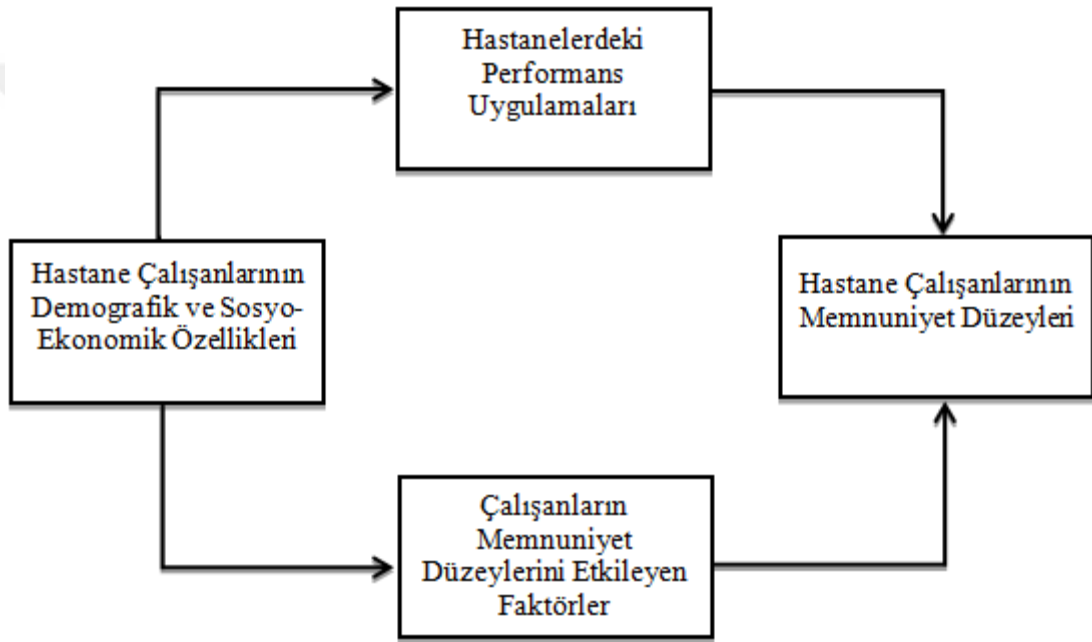 Hastanelerdeki
Performans
Uygulamaları
Hastane Çalışanlarının
Demografik ve Sosyo-
Ekonomik Özellikleri
Hastane Çalışanlarının
Memnuniyet Düzeyleri
Çalışanların
Memnuniyet
Düzeylerini Etkileyen
Faktörler